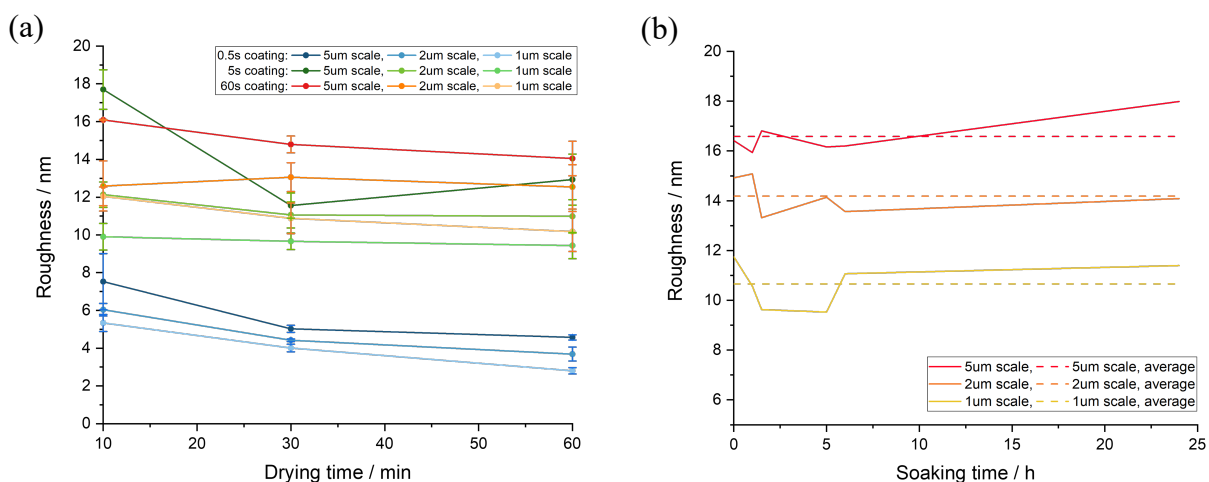 (a)
20
18
16
14
12
10
8
6
4
2
0
Roughness / nm
0.5s coating: 5um scale, 2um scale, 1um scale
5s coating: 5um scale, 2um scale, 1um scale
60s coating: 5um scale, 2um scale, 1um scale
10 20 30 40 50 60
Drying time / min
(b)
20
18
16
14
12
10
8
6
Roughness / nm
5um scale, 5um scale, average
2um scale, 2um scale, average
1um scale, 1um scale, average
0 5 10 15 20 25
Soaking time / h